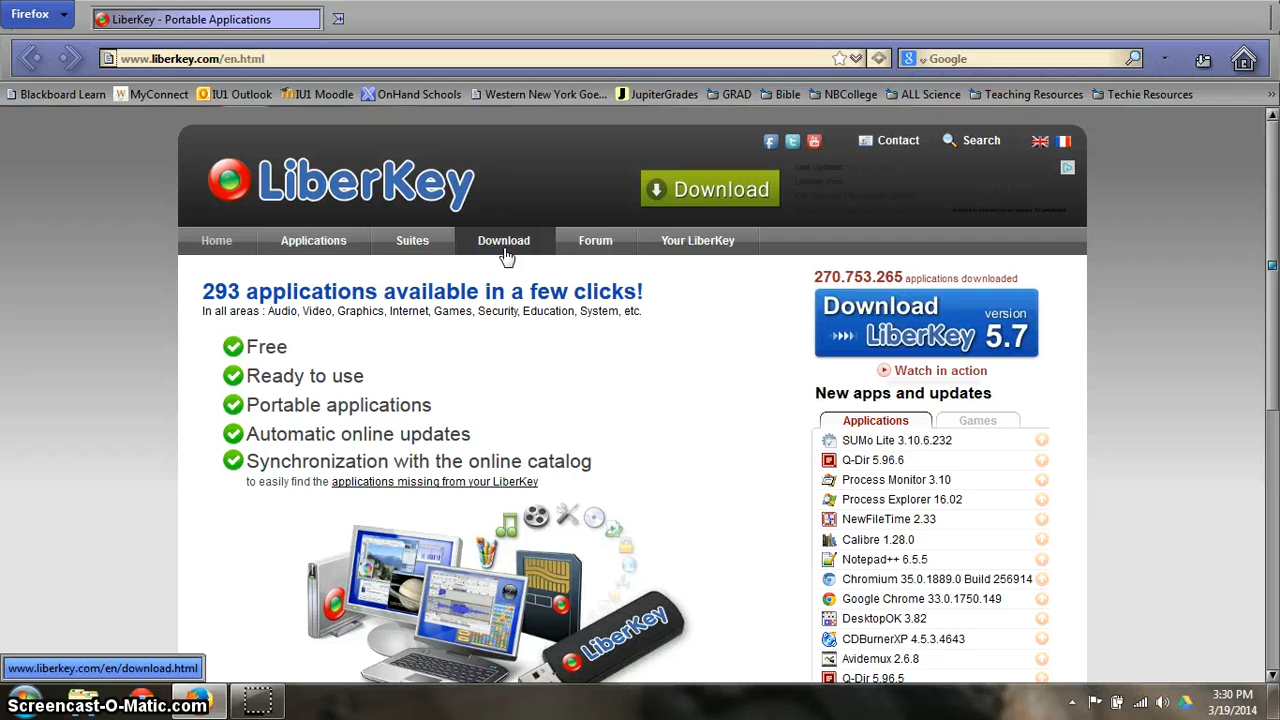 Firefox
LiberKey - Portable Applications
www.liberkey.com/en.html
Google
Blackboard Learn MyConnect IU1 Outlook IU1 Moodle OnHand Schools Western New York Goe... JupiterGrades GRAD Bible NBCollege ALL Science Teaching Resources Techie Resources
Contact Search
LiberKey
Download
Home Applications Suites Download Forum Your LiberKey
293 applications available in a few clicks!
In all areas : Audio, Video, Graphics, Internet, Games, Security, Education, System, etc.
Free
Ready to use
Portable applications
Automatic online updates
Synchronization with the online catalog
to easily find the applications missing from your LiberKey
LiberKey
270.753.265 applications downloaded
Download
LiberKey version 5.7
Watch in action
New apps and updates
Applications Games
SUMo Lite 3.10.6.232
Q-Dir 5.96.6
Process Monitor 3.10
Process Explorer 16.02
NewFileTime 2.33
Calibre 1.28.0
Notepad++ 6.5.5
Chromium 35.0.1889.0 Build 256914
Google Chrome 33.0.1750.149
DesktopOK 3.82
CDBurnerXP 4.5.3.4643
Avidemux 2.6.8
Q-Dir 5.96.5
www.liberkey.com/en/download.html
Screencast-O-Matic.com
3:30 PM
3/19/2014